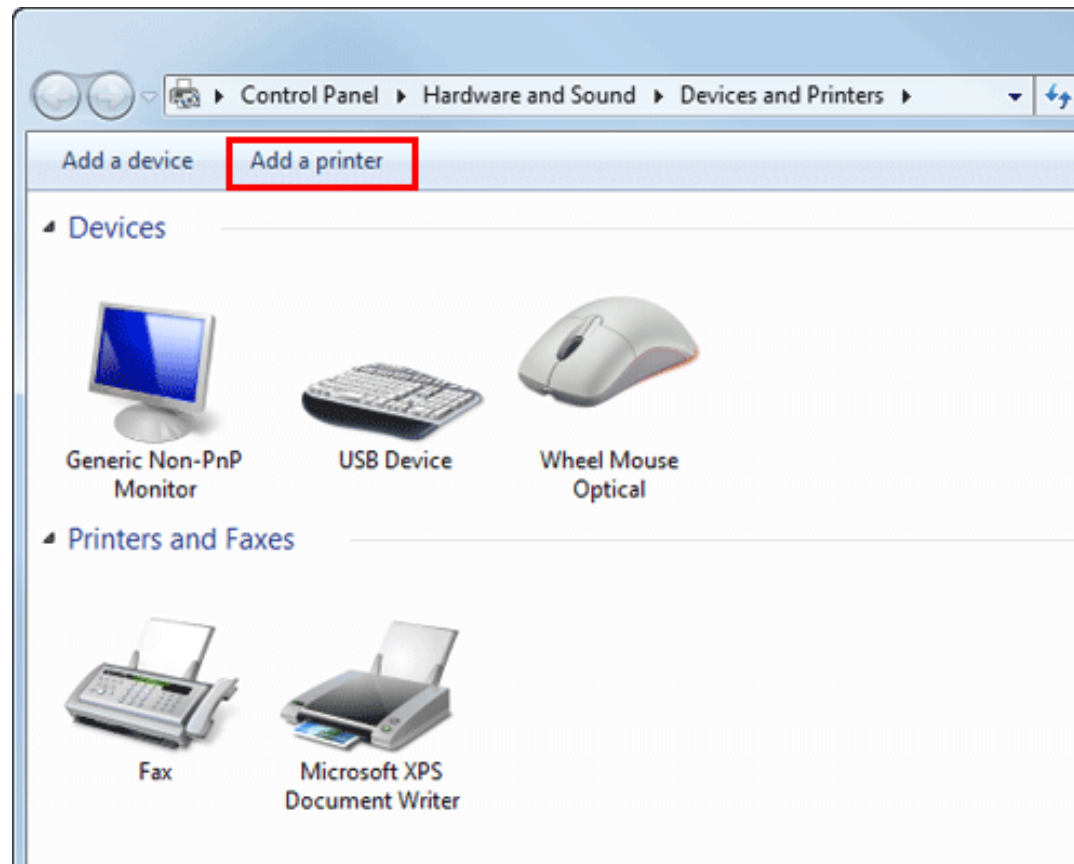 Control Panel Hardware and Sound Devices and Printers
Add a device Add a printer
Devices
Generic Non-PnP Monitor
USB Device
Wheel Mouse Optical
Printers and Faxes
Fax
Microsoft XPS Document Writer